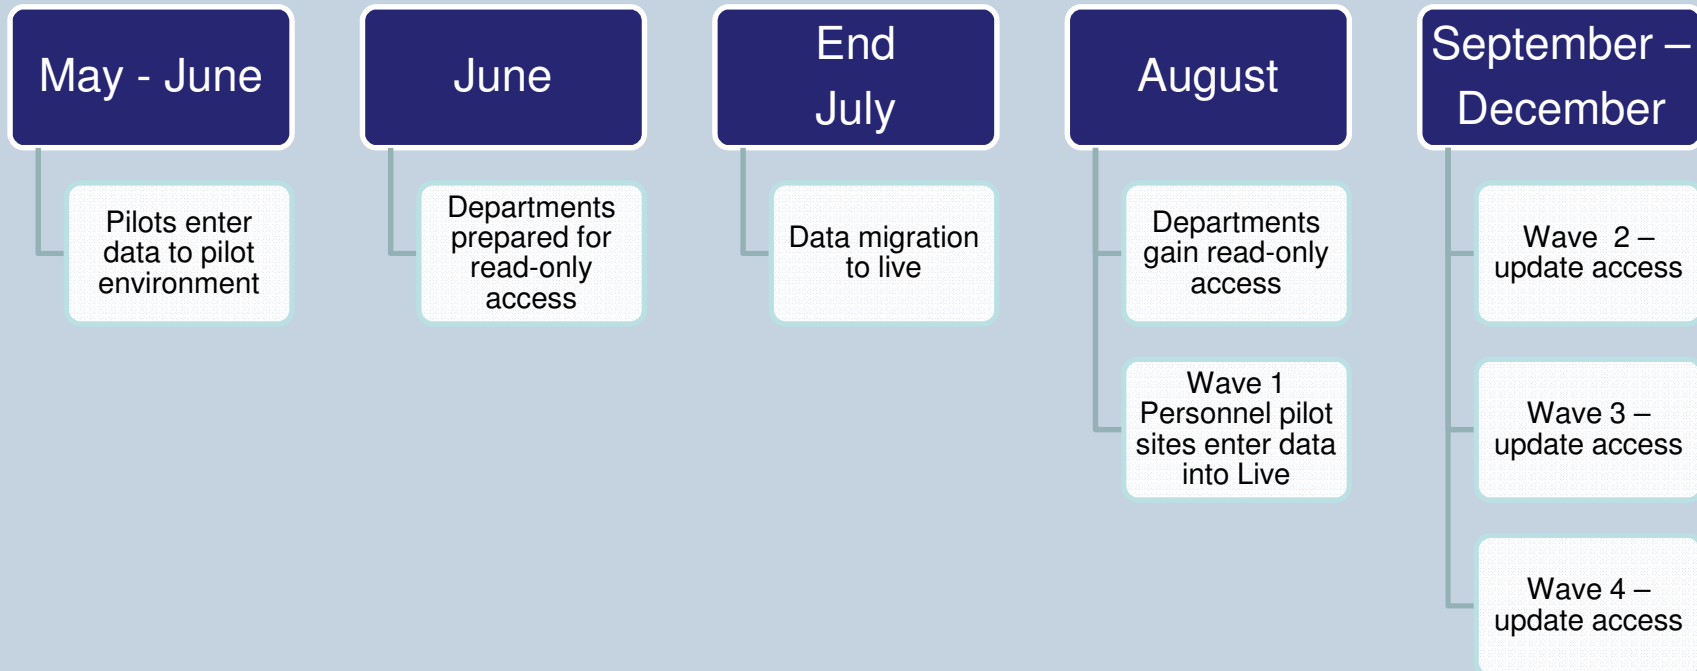 May - June
Pilots enter
data to pilot
environment
June
Departments
prepared for
read-only
access
End
July
Data migration
to live
August
Departments
gain read-only
access
Wave 1
Personnel pilot
sites enter data
into Live
September –
December
Wave  2 –
update access
Wave 3 –
update access
Wave 4 –
update access